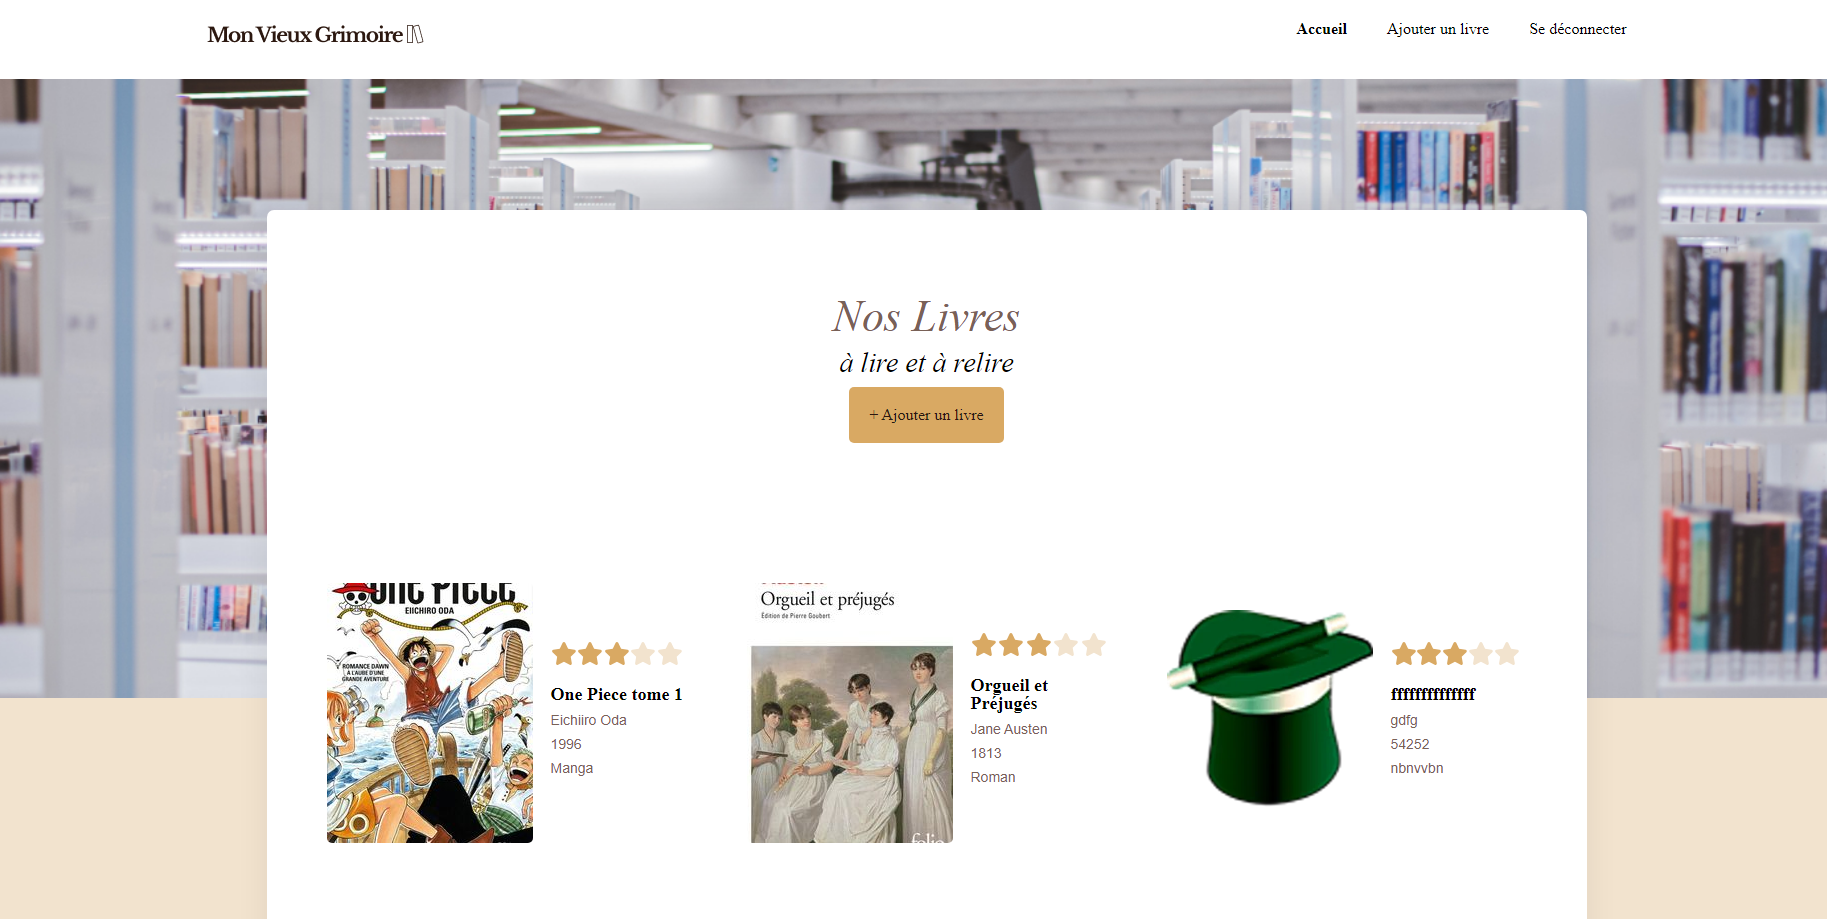 Mon Vieux Grimoire
Accueil
Ajouter un livre
Se déconnecter
Nos Livres
à lire et à relire
+ Ajouter un livre
ONE PIECE
EIICHIRO ODA
ROMANCE DAWN
À L'AUBE D'UNE
GRANDE AVENTURE
One Piece tome 1
Eichiiro Oda
1996
Manga
Orgueil et préjugés
Édition de Pierre Goubert
folio
Orgueil et
Préjugés
Jane Austen
1813
Roman
ffffffffffffff
gdfg
54252
nbnvvbn